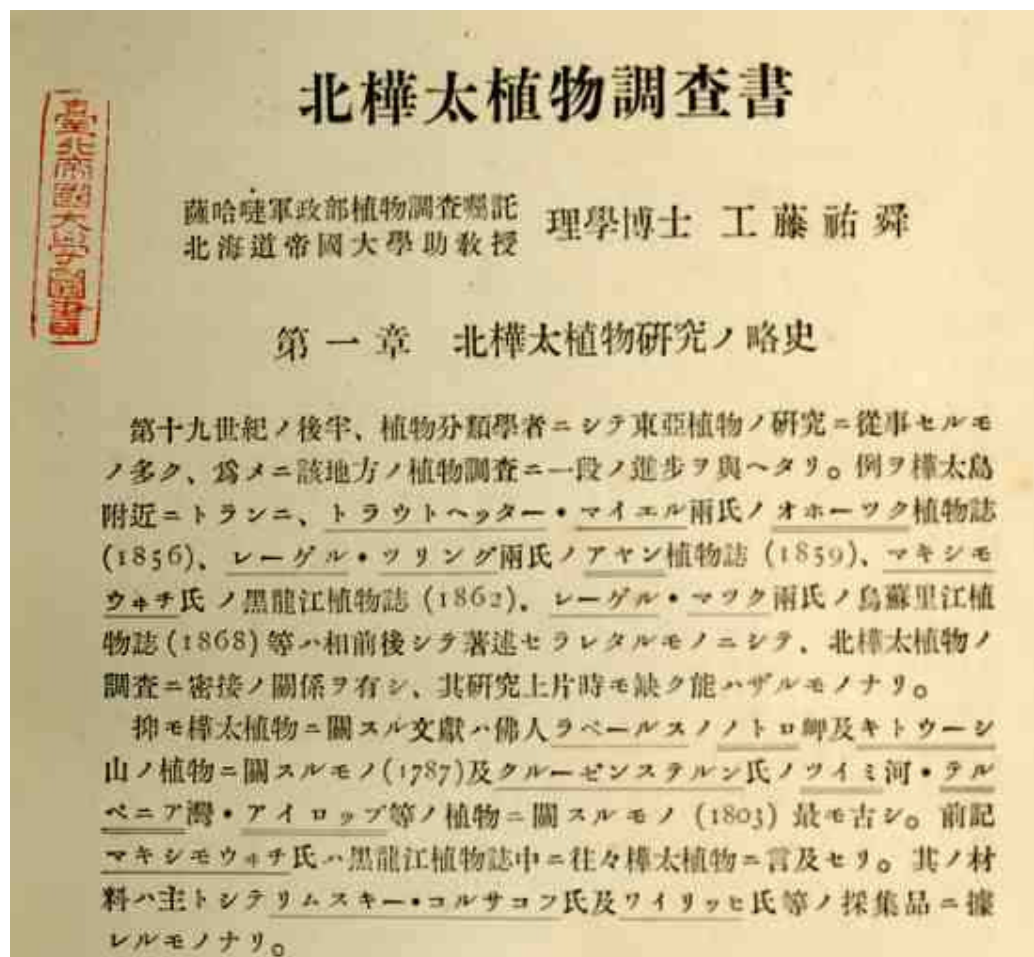 北樺太植物調査書
臺北帝國大學圖書
薩哈嗹軍政部植物調査囑託
北海道帝國大學助教授
理學博士 工藤祐舜
第一章 北樺太植物硏究ノ略史
第十九世紀ノ後半、植物分類學者ニシテ東亞植物ノ硏究ニ從事セルモ
ノ多ク、爲メニ該地方ノ植物調査ニ一段ノ進步ヲ與ヘタリ。例ヲ樺太島
附近ニトランニ、トラウトヘッター・マイエル兩氏ノオホーツク植物誌
(1856)、レーゲル・ツリング兩氏ノアヤン植物誌 (1859)、マキシモ
ウヰチ氏ノ黑龍江植物誌 (1862)、レーゲル・マツク兩氏ノ烏蘇里江植
物誌 (1868) 等ハ相前後シテ著述セラレタルモノニシテ、北樺太植物ノ
調査ニ密接ノ關係ヲ有シ、其硏究上片時モ缺ク能ハザルモノナリ。
抑モ樺太植物ニ關スル文獻ハ佛人ラペールスノノトロ岬及キトウーシ
山ノ植物ニ關スルモノ(1787)及クルーゼンステルン氏ノツイミ河・テル
ペニア灣・アイロップ等ノ植物ニ關スルモノ (1803) 最モ古シ。前記
マキシモウヰチ氏ハ黑龍江植物誌中ニ往々樺太植物ニ言及セリ。其ノ材
料ハ主トシテリムスキー・コルサコフ氏及ワイリッヒ氏等ノ採集品ニ據
レルモノナリ。